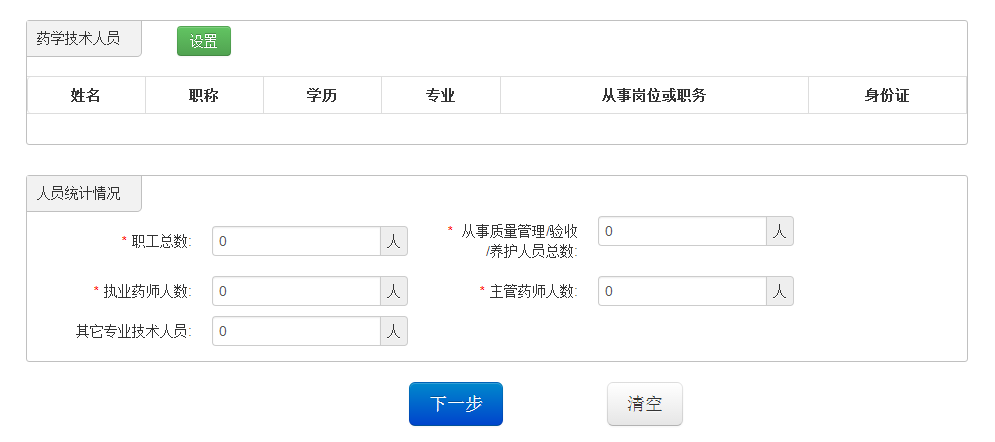 药学技术人员 设置
姓名 职称 学历 专业 从事岗位或职务 身份证
人员统计情况
* 职工总数: 0 人
* 从事质量管理/验收
/养护人员总数: 0 人
* 执业药师人数: 0 人 * 主管药师人数: 0 人
其它专业技术人员: 0 人
下一步 清空